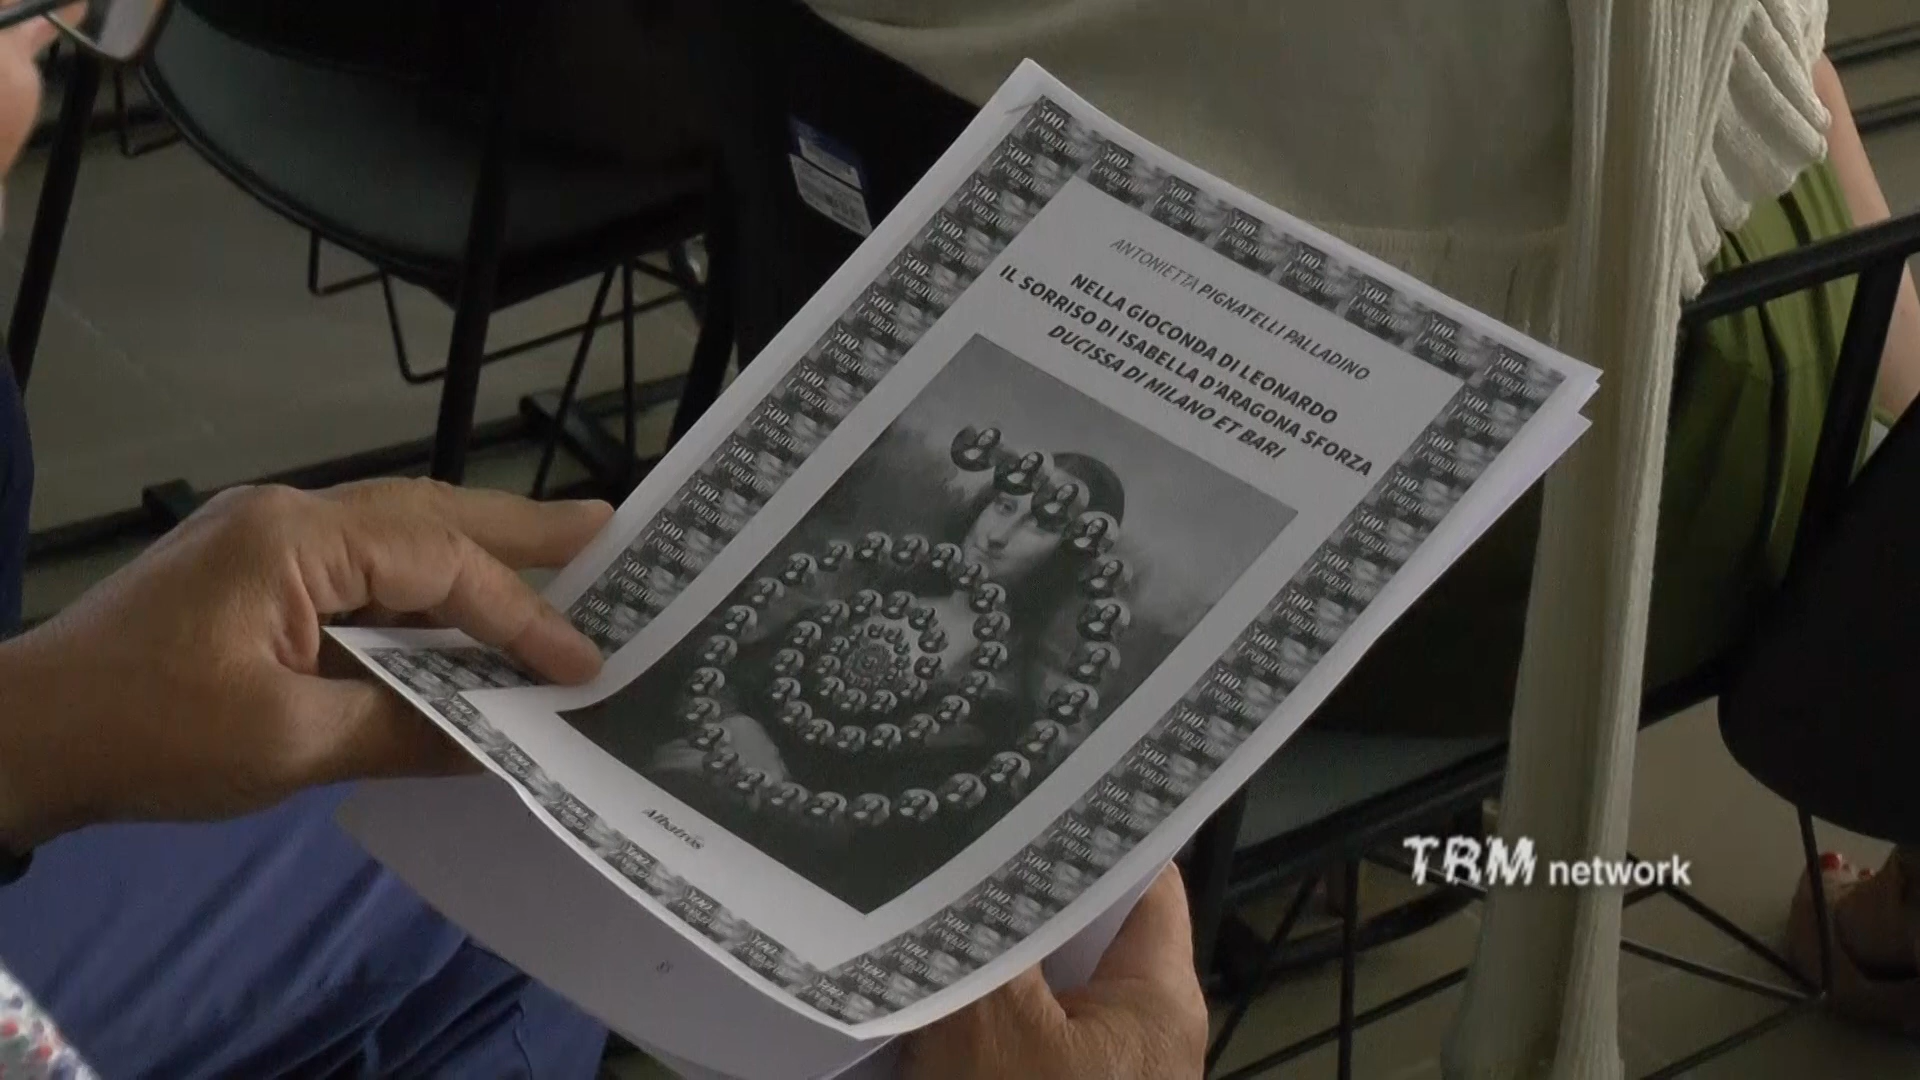 ANTONIETTA PIGNATELLI PALLADINO
NELLA GIOCONDA DI LEONARDO
IL SORRISO DI ISABELLA D'ARAGONA SFORZA
DUCISSA DI MILANO ET BARI
Albatros
TRM network